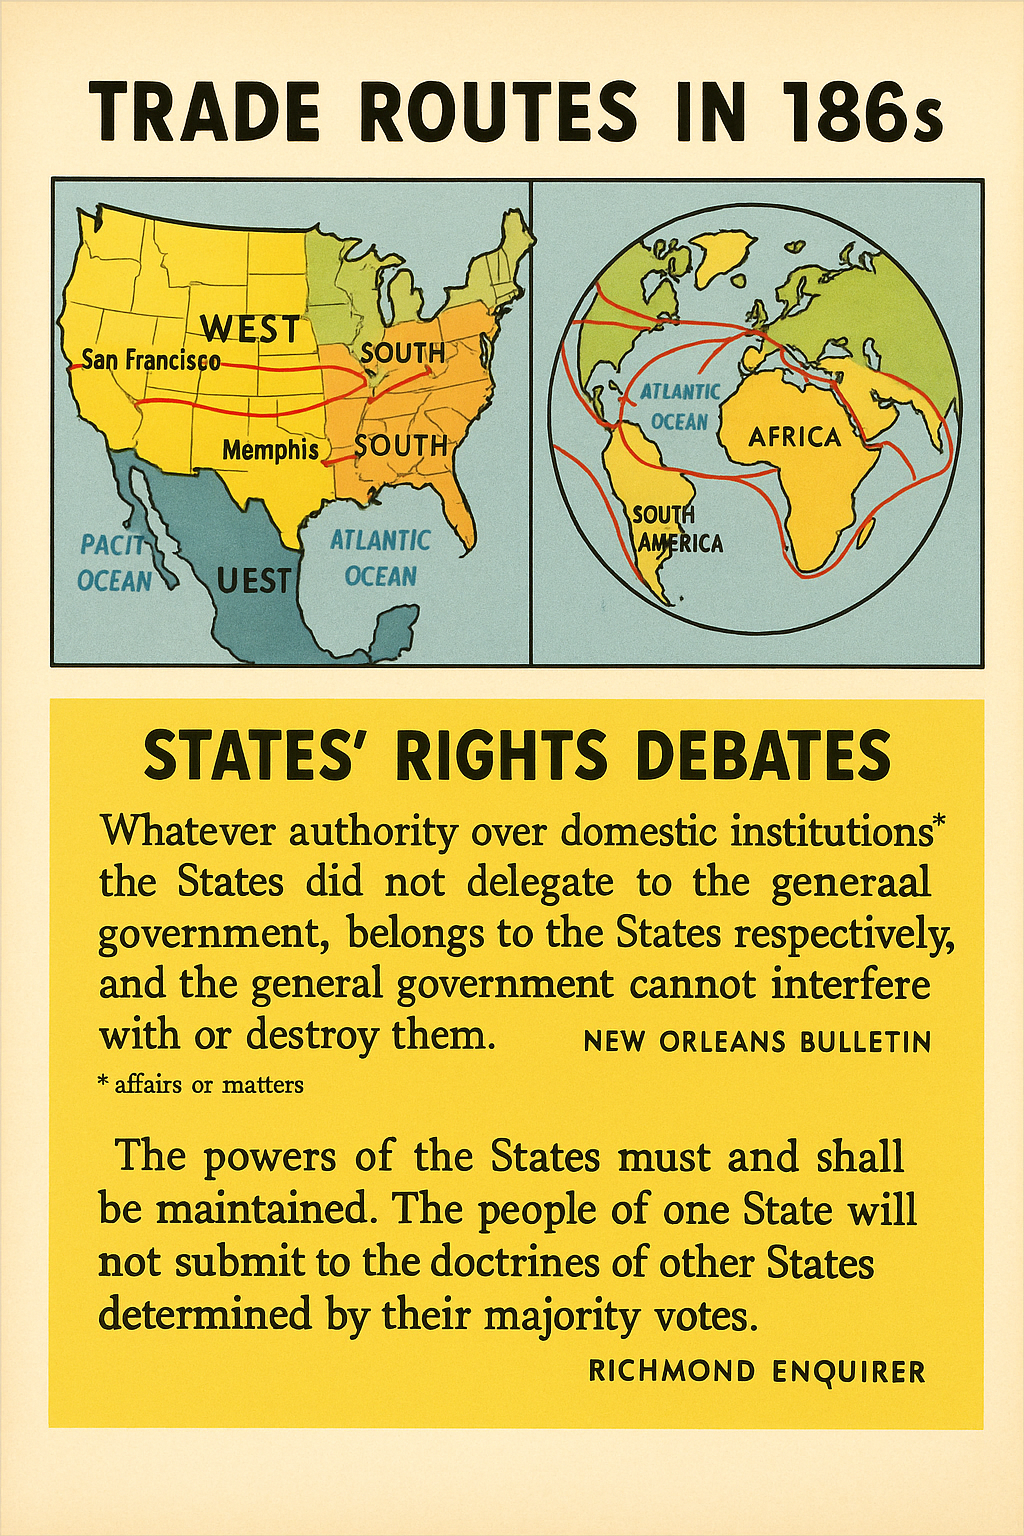 TRADE ROUTES IN 186s
WEST
San Francisco
SOUTH
Memphis
SOUTH
PACIT
OCEAN
UEST
ATLANTIC
OCEAN
ATLANTIC
OCEAN
AFRICA
SOUTH
AMERICA
STATES' RIGHTS DEBATES
Whatever authority over domestic institutions*
the States did not delegate to the generaal
government, belongs to the States respectively,
and the general government cannot interfere
with or destroy them. NEW ORLEANS BULLETIN
* affairs or matters
The powers of the States must and shall
be maintained. The people of one State will
not submit to the doctrines of other States
determined by their majority votes.
RICHMOND ENQUIRER